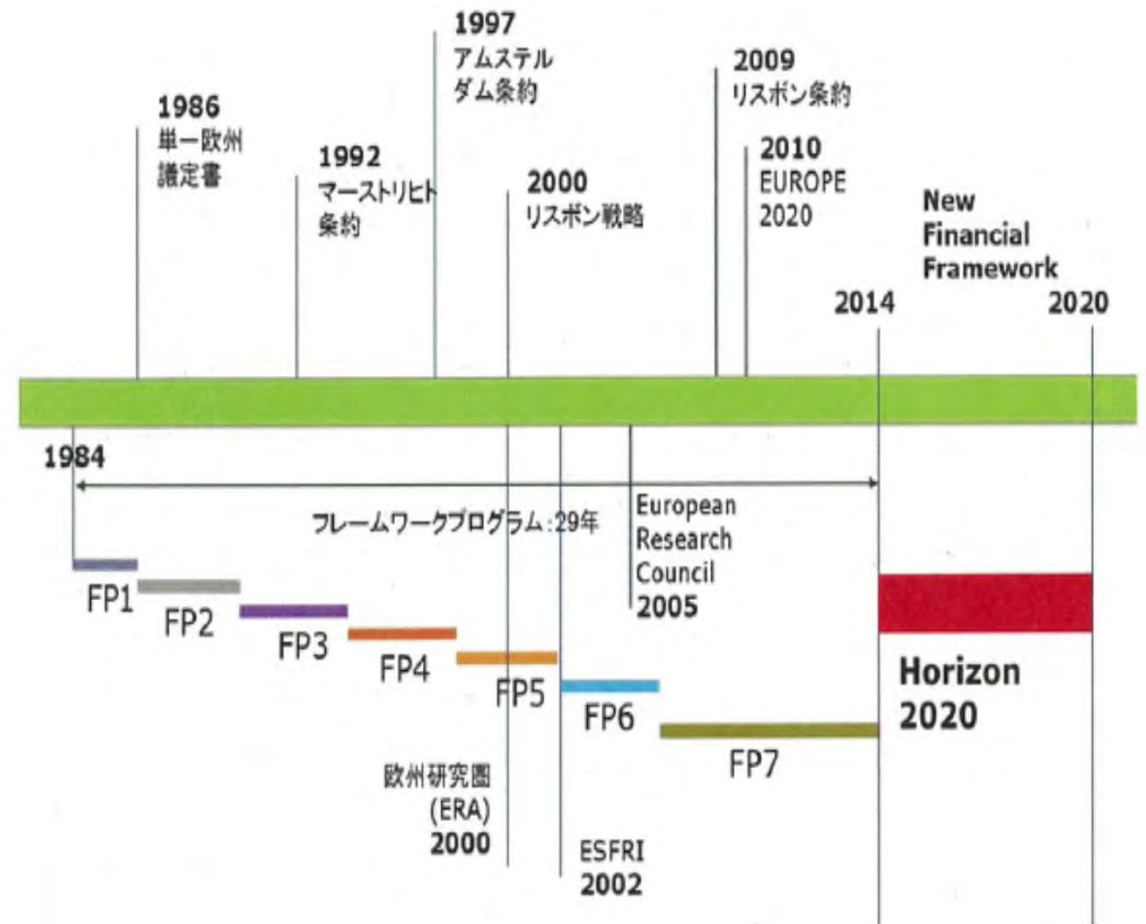 1997
アムステル
ダム条約
1986
単一欧州
議定書
1992
マーストリヒト
条約
2000
リスボン戦略
2009
リスボン条約
2010
EUROPE
2020
New
Financial
Framework
2014
2020
1984
フレームワークプログラム:29年
European
Research
Council
2005
FP1
FP2
FP3
FP4
FP5
FP6
FP7
Horizon
2020
欧州研究圏
(ERA)
2000
ESFRI
2002